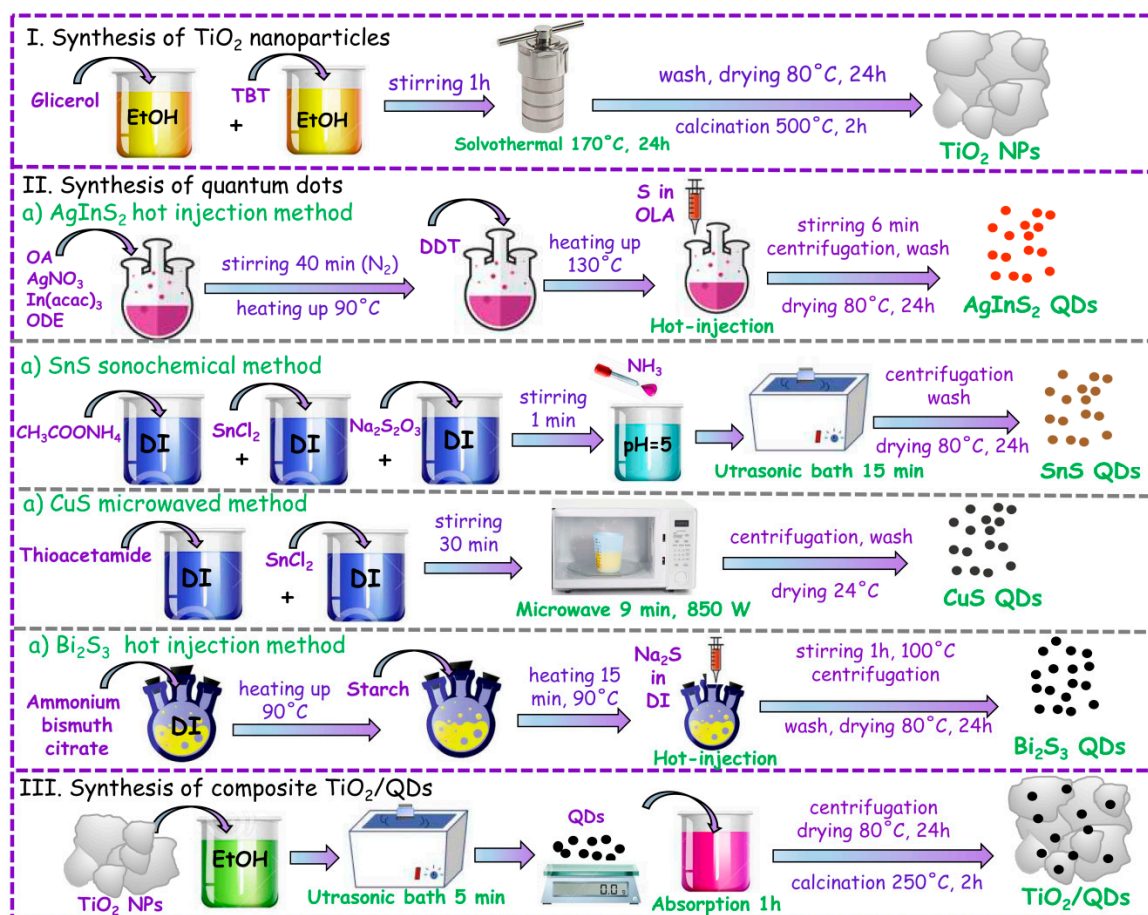 I. Synthesis of TiO₂ nanoparticles
Glicerol
EtOH
+
TBT
EtOH
stirring 1h
Solvothermal 170°C, 24h
wash, drying 80°C, 24h
calcination 500°C, 2h
TiO₂ NPs
II. Synthesis of quantum dots
a) AgInS₂ hot injection method
OA
AgNO₃
In(acac)₃
ODE
stirring 40 min (N₂)
heating up 90°C
DDT
heating up
130°C
S in
OLA
Hot-injection
stirring 6 min
centrifugation, wash
drying 80°C, 24h
AgInS₂ QDs
a) SnS sonochemical method
CH₃COONH₄
DI
+
SnCl₂
DI
+
Na₂S₂O₃
DI
stirring
1 min
NH₃
pH=5
Utrasonic bath 15 min
centrifugation
wash
drying 80°C, 24h
SnS QDs
a) CuS microwaved method
Thioacetamide
DI
+
SnCl₂
DI
stirring
30 min
Microwave 9 min, 850 W
centrifugation, wash
drying 24°C
CuS QDs
a) Bi₂S₃ hot injection method
Ammonium
bismuth
citrate
DI
heating up
90°C
Starch
heating 15
min, 90°C
Na₂S
in
DI
Hot-injection
stirring 1h, 100°C
centrifugation
wash, drying 80°C, 24h
Bi₂S₃ QDs
III. Synthesis of composite TiO₂/QDs
TiO₂ NPs
EtOH
Utrasonic bath 5 min
QDs
0.0 g
Absorption 1h
centrifugation
drying 80°C, 24h
calcination 250°C, 2h
TiO₂/QDs